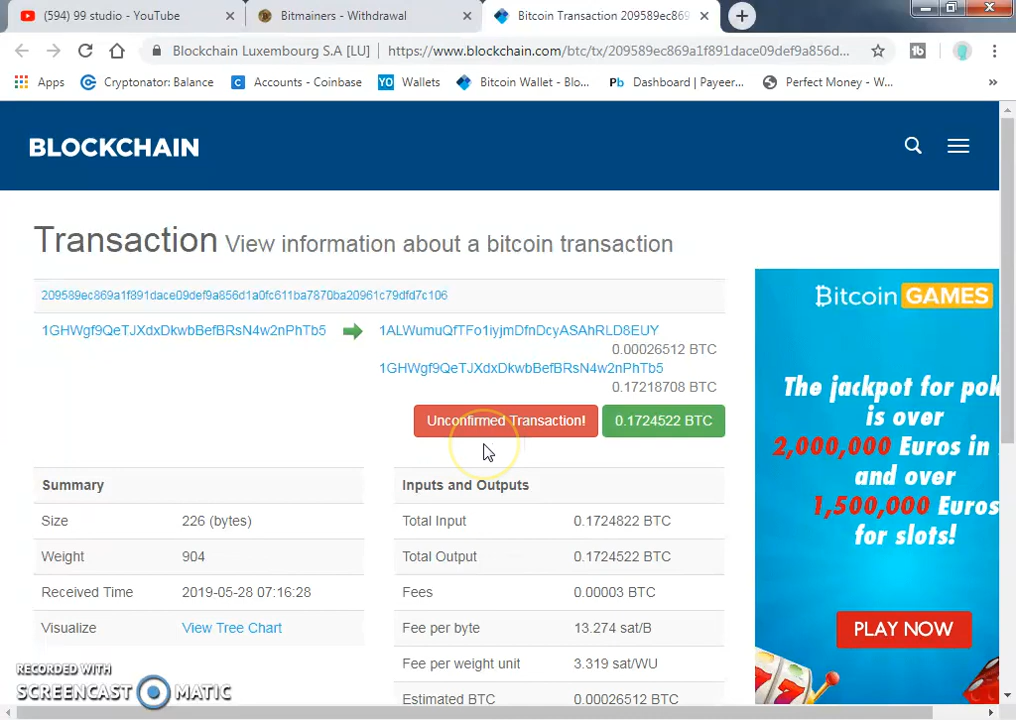 (594) 99 studio - YouTube
Bitmainers - Withdrawal
Bitcoin Transaction 209589ec869
Blockchain Luxembourg S.A [LU]
https://www.blockchain.com/btc/tx/209589ec869a1f891dace09def9a856d...
Apps
Cryptonator: Balance
Accounts - Coinbase
YO Wallets
Bitcoin Wallet - Blo...
Pb Dashboard | Payeer...
Perfect Money - W...
»
BLOCKCHAIN
Transaction View information about a bitcoin transaction
209589ec869a1f891dace09def9a856d1a0fc611ba7870ba20961c79dfd7c106
1GHWgf9QeTJXdxDkwbBefBRsN4w2nPhTb5
1ALWumuQfTFo1iyjmDfnDcyASAhRLD8EUY
0.00026512 BTC
1GHWgf9QeTJXdxDkwbBefBRsN4w2nPhTb5
0.17218708 BTC
Unconfirmed Transaction!
0.1724522 BTC
Summary
Size 226 (bytes)
Weight 904
Received Time 2019-05-28 07:16:28
Visualize View Tree Chart
Inputs and Outputs
Total Input 0.1724822 BTC
Total Output 0.1724522 BTC
Fees 0.00003 BTC
Fee per byte 13.274 sat/B
Fee per weight unit 3.319 sat/WU
Estimated BTC 0.00026512 BTC
Bitcoin GAMES
The jackpot for pok
is over
2,000,000 Euros in
and over
1,500,000 Euros
for slots!
PLAY NOW
RECORDED WITH
SCREENCAST MATIC